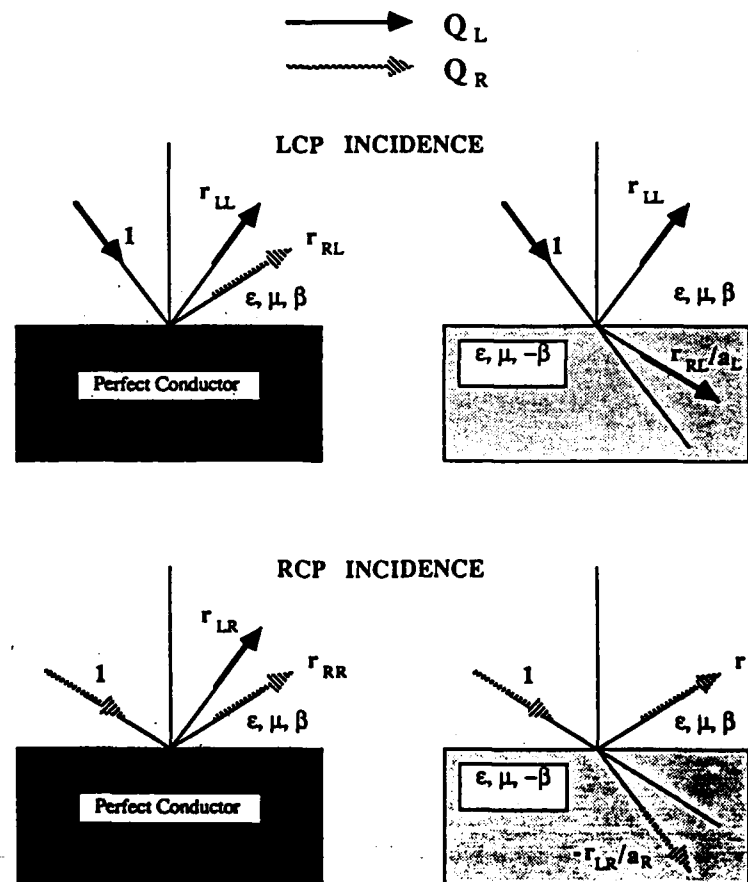 Q L
Q R
LCP INCIDENCE
r LL
1
r RL
ε, μ, β
Perfect Conductor
r LL
1
ε, μ, β
ε, μ, -β
r RL/a L
RCP INCIDENCE
r LR
1
r RR
ε, μ, β
Perfect Conductor
1
r
ε, μ, β
ε, μ, -β
- r LR/a R